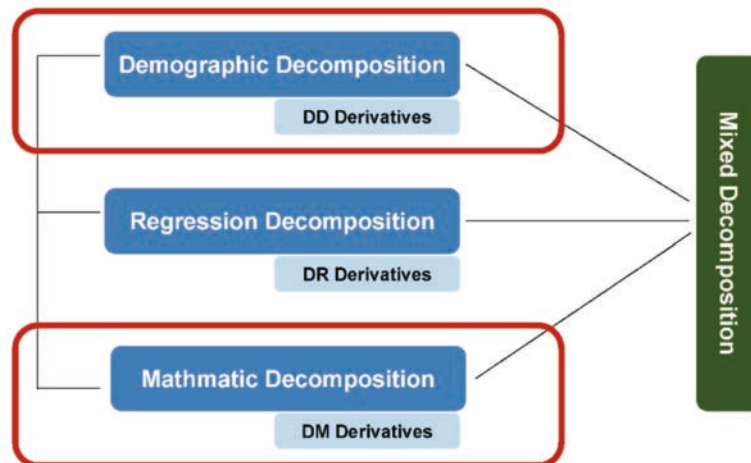 Demographic Decomposition
DD Derivatives
Regression Decomposition
DR Derivatives
Mathmatic Decomposition
DM Derivatives
Mixed Decomposition